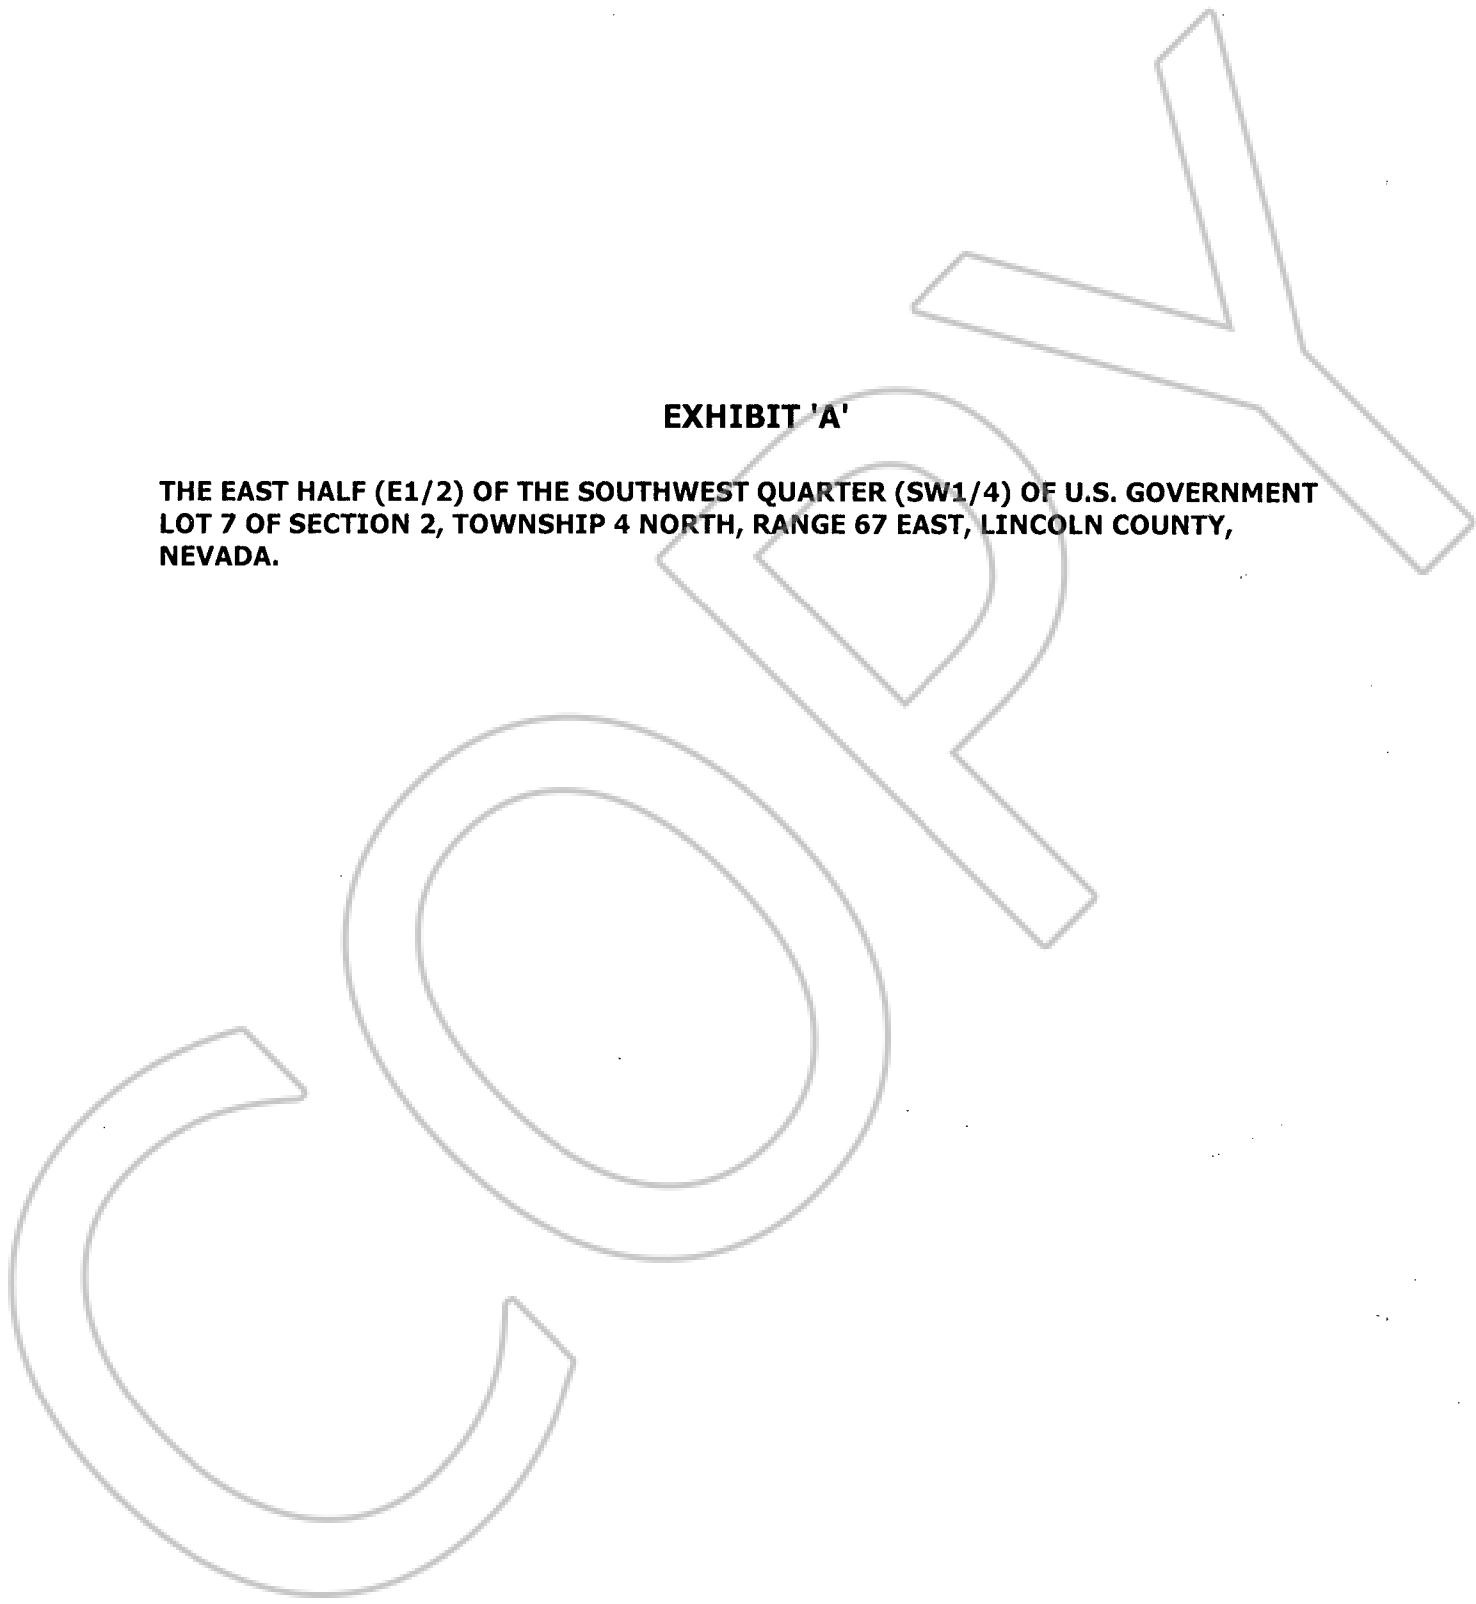 EXHIBIT 'A'
THE EAST HALF (E1/2) OF THE SOUTHWEST QUARTER (SW1/4) OF U.S. GOVERNMENT
LOT 7 OF SECTION 2, TOWNSHIP 4 NORTH, RANGE 67 EAST, LINCOLN COUNTY,
NEVADA.
COPY